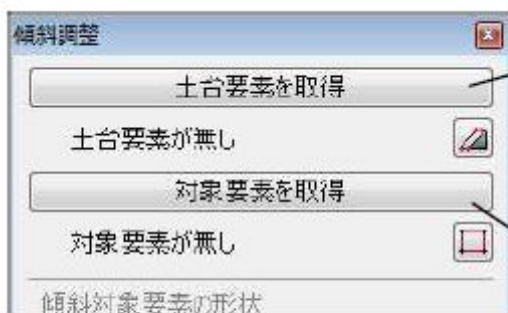 傾斜調整
土台要素を取得
土台要素が無し
対象要素を取得
対象要素が無し
傾斜対象要素の形状